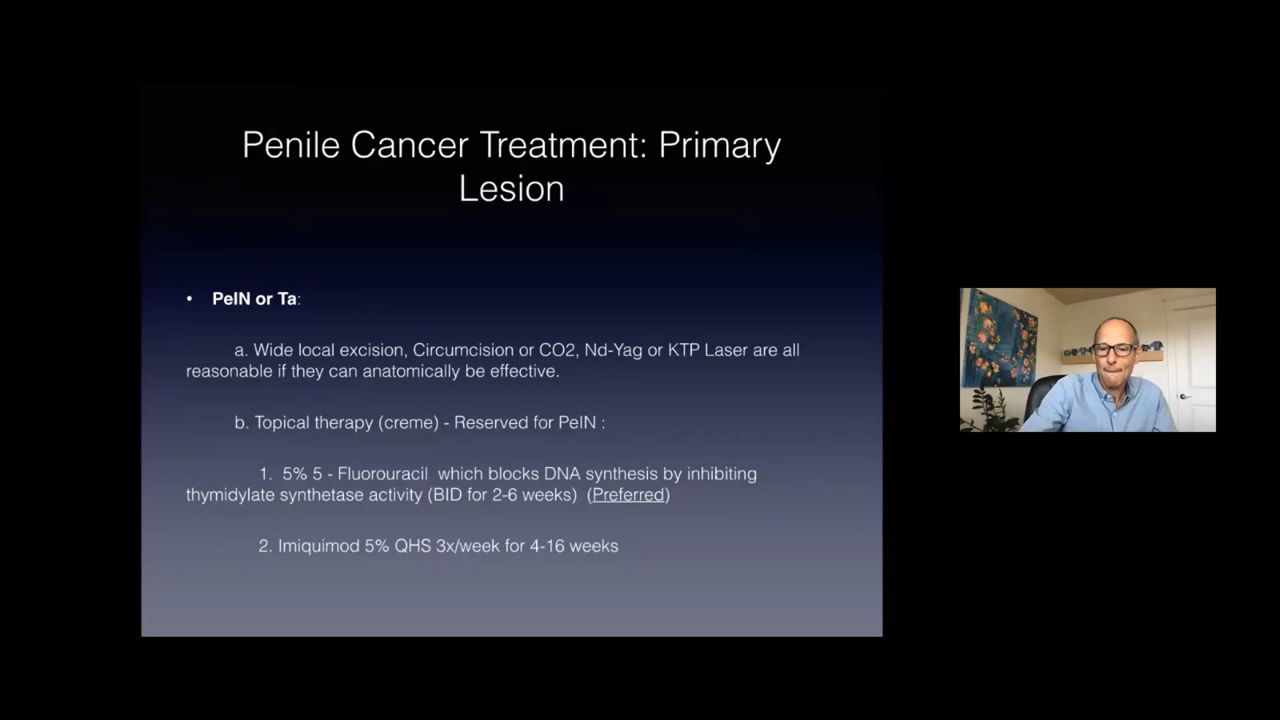 Penile Cancer Treatment: Primary
Lesion
• PeIN or Ta:
a. Wide local excision, Circumcision or CO2, Nd-Yag or KTP Laser are all
reasonable if they can anatomically be effective.
b. Topical therapy (creme) - Reserved for PeIN :
1. 5% 5 - Fluorouracil which blocks DNA synthesis by inhibiting
thymidylate synthetase activity (BID for 2-6 weeks) (Preferred)
2. Imiquimod 5% QHS 3x/week for 4-16 weeks